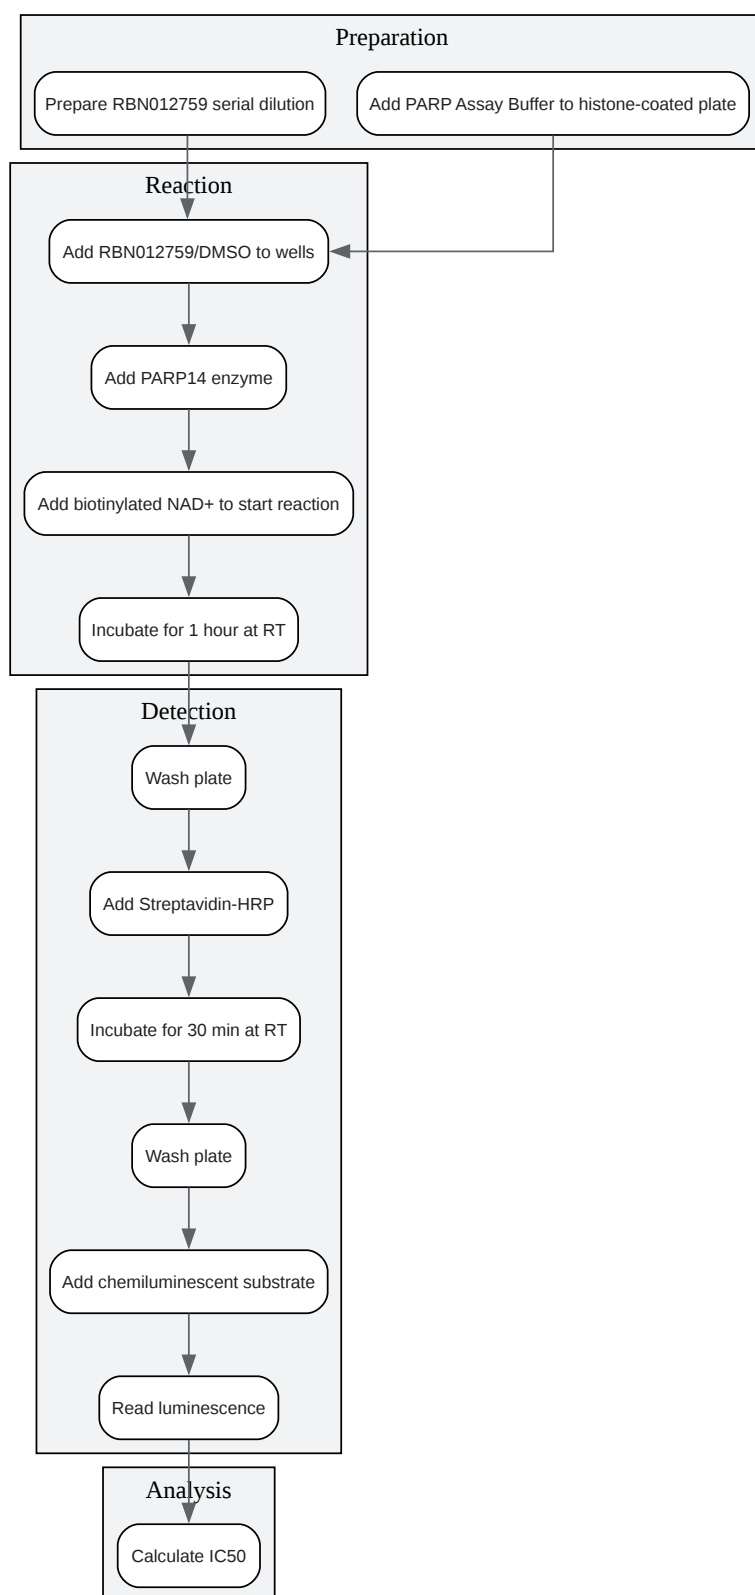 Preparation
Prepare RBN012759 serial dilution
Add PARP Assay Buffer to histone-coated plate
Reaction
Add RBN012759/DMSO to wells
Add PARP14 enzyme
Add biotinylated NAD+ to start reaction
Incubate for 1 hour at RT
Detection
Wash plate
Add Streptavidin-HRP
Incubate for 30 min at RT
Wash plate
Add chemiluminescent substrate
Read luminescence
Analysis
Calculate IC50